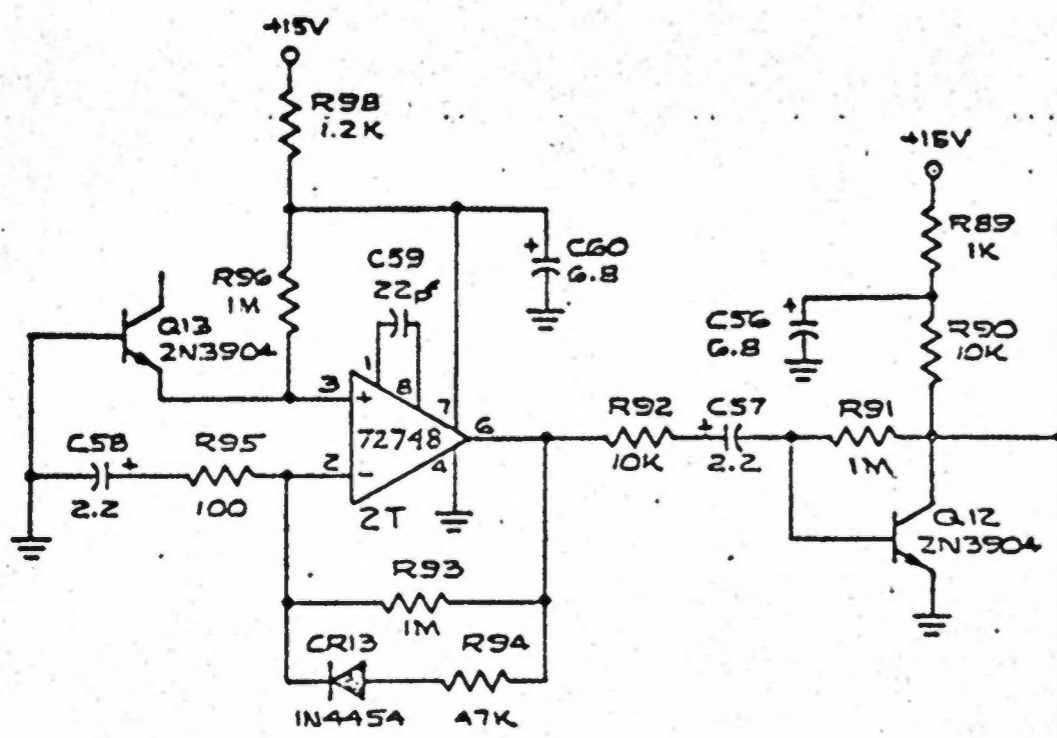 +15V
R98
1.2K
+15V
R89
1K
+
C60
6.8
C59
22pf
R96
1M
Q13
2N3904
+
C56
6.8
R90
10K
1
8
3
+
7
72748
6
2
-
4
2T
C58
+
2.2
R95
100
R92
10K
C57
+
2.2
R91
1M
Q12
2N3904
R93
1M
CR13
1N4454
R94
47K